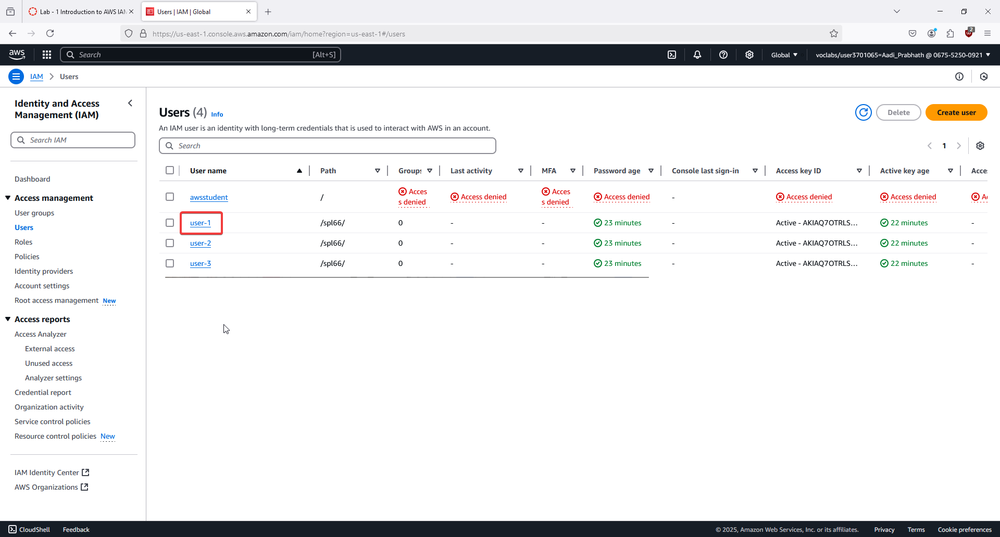 Lab - 1 Introduction to AWS IAM
Users | IAM | Global
https://us-east-1.console.aws.amazon.com/iam/home?region=us-east-1#/users
2
aws
Search
[Alt+S]
Global
voclabs/user3701065=Aadi_Prabhath @ 0675-5250-0921
IAM > Users
Identity and Access
Management (IAM)
Search IAM
Dashboard
Access management
User groups
Users
Roles
Policies
Identity providers
Account settings
Root access management New
Access reports
Access Analyzer
External access
Unused access
Analyzer settings
Credential report
Organization activity
Service control policies
Resource control policies New
IAM Identity Center
AWS Organizations
Users (4) Info
Delete
Create user
An IAM user is an identity with long-term credentials that is used to interact with AWS in an account.
Search
1
User name Path Groups Last activity MFA Password age Console last sign-in Access key ID Active key age Acce
awsstudent / Acces
s denied Access denied Acces
s denied Access denied - Access denied Access denied A
user-1 /spl66/ 0 - - 23 minutes - Active - AKIAQ7OTRLS... 22 minutes -
user-2 /spl66/ 0 - - 23 minutes - Active - AKIAQ7OTRLS... 22 minutes -
user-3 /spl66/ 0 - - 23 minutes - Active - AKIAQ7OTRLS... 22 minutes -
CloudShell Feedback © 2025, Amazon Web Services, Inc. or its affiliates. Privacy Terms Cookie preferences